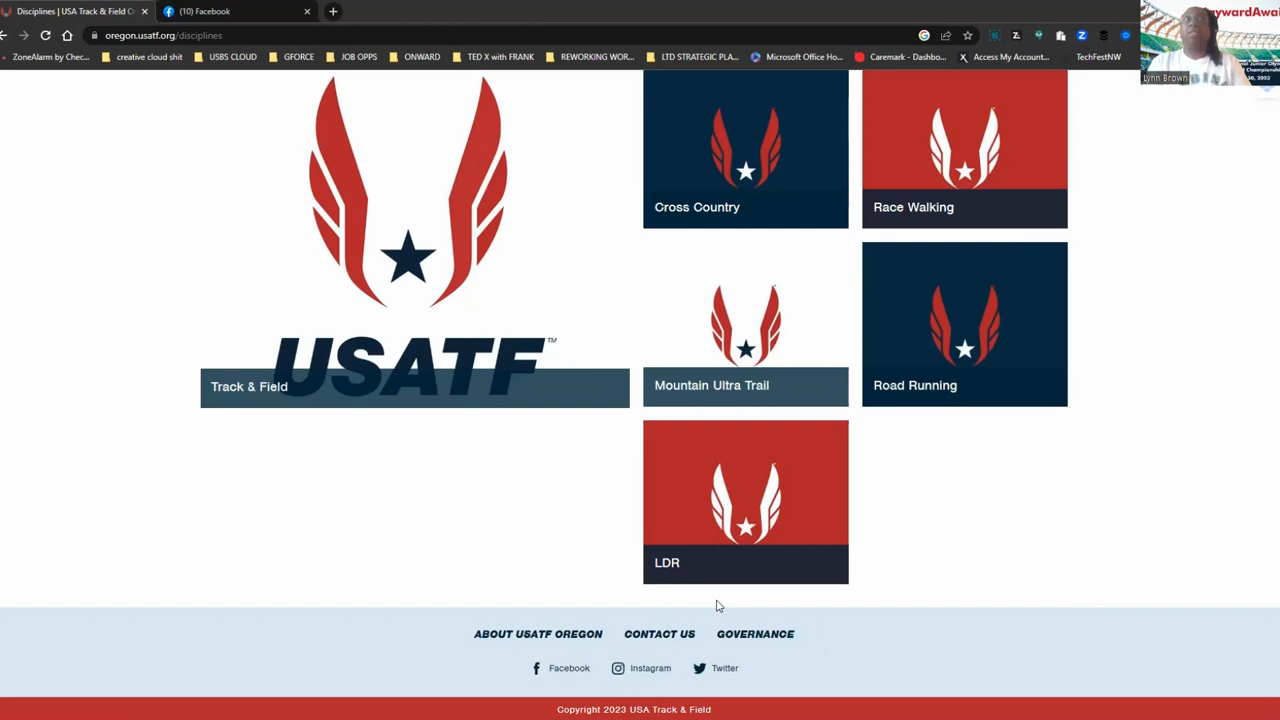 Disciplines | USA Track & Field O
(10) Facebook
oregon.usatf.org/disciplines
ZoneAlarm by Chec...
creative cloud shit
USBS CLOUD
GFORCE
JOB OPPS
ONWARD
TED X with FRANK
REWORKING WOR...
LTD STRATEGIC PLA...
Microsoft Office Ho...
Caremark - Dashbo...
Access My Account...
TechFestNW
Lynn Brown
Cross Country
Race Walking
USATF™
Track & Field
Mountain Ultra Trail
Road Running
LDR
ABOUT USATF OREGON
CONTACT US
GOVERNANCE
Facebook
Instagram
Twitter
Copyright 2023 USA Track & Field